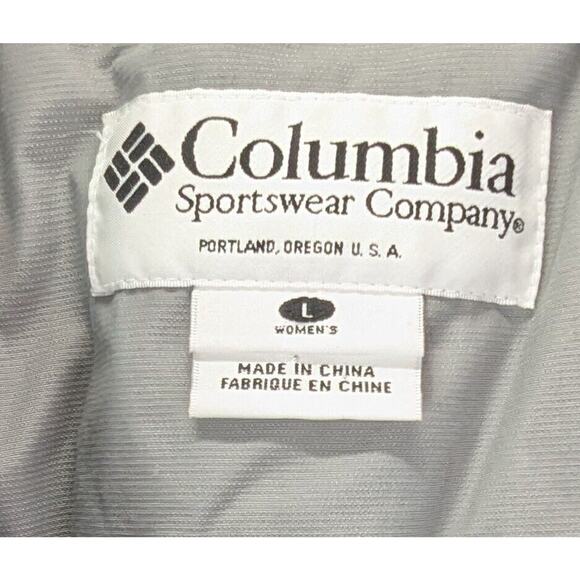 Columbia
Sportswear Company®
PORTLAND, OREGON U. S. A.
L
WOMEN'S
MADE IN CHINA
FABRIQUE EN CHINE